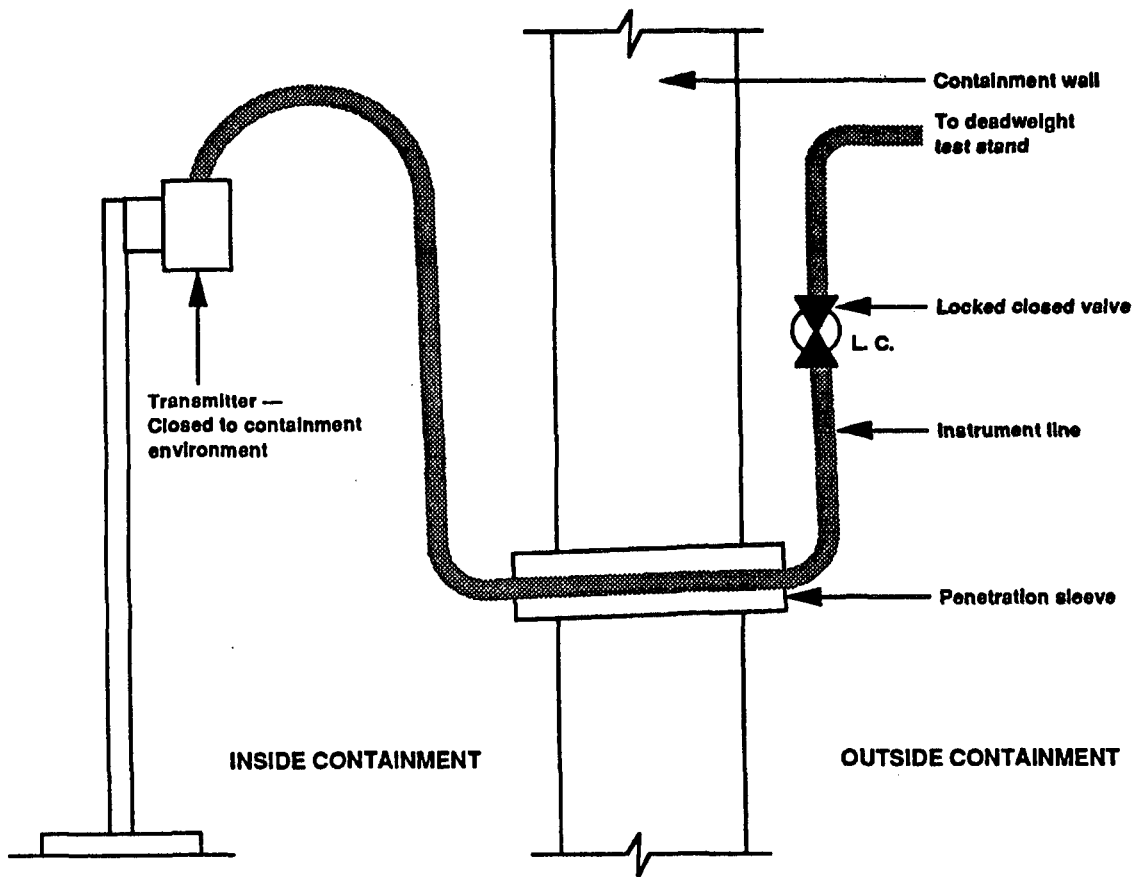 Containment wall
To deadweight
test stand
Locked closed valve
L. C.
Transmitter —
Closed to containment
environment
Instrument line
Penetration sleeve
INSIDE CONTAINMENT
OUTSIDE CONTAINMENT